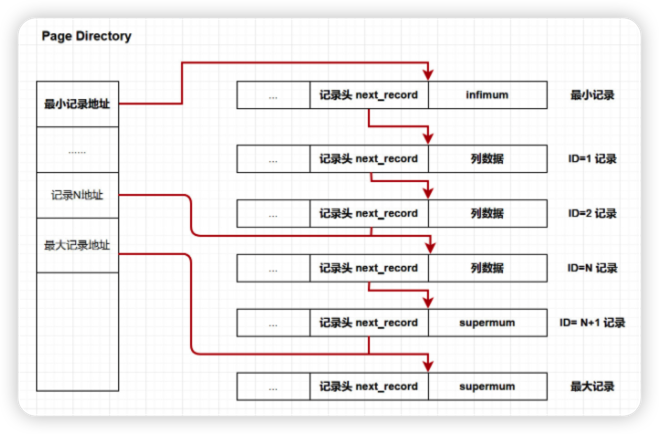 Page Directory
最小记录地址
……
记录N地址
最大记录地址
... 记录头 next_record infimum 最小记录
... 记录头 next_record 列数据 ID=1 记录
... 记录头 next_record 列数据 ID=2 记录
... 记录头 next_record 列数据 ID=N 记录
... 记录头 next_record supermum ID= N+1 记录
... 记录头 next_record supermum 最大记录